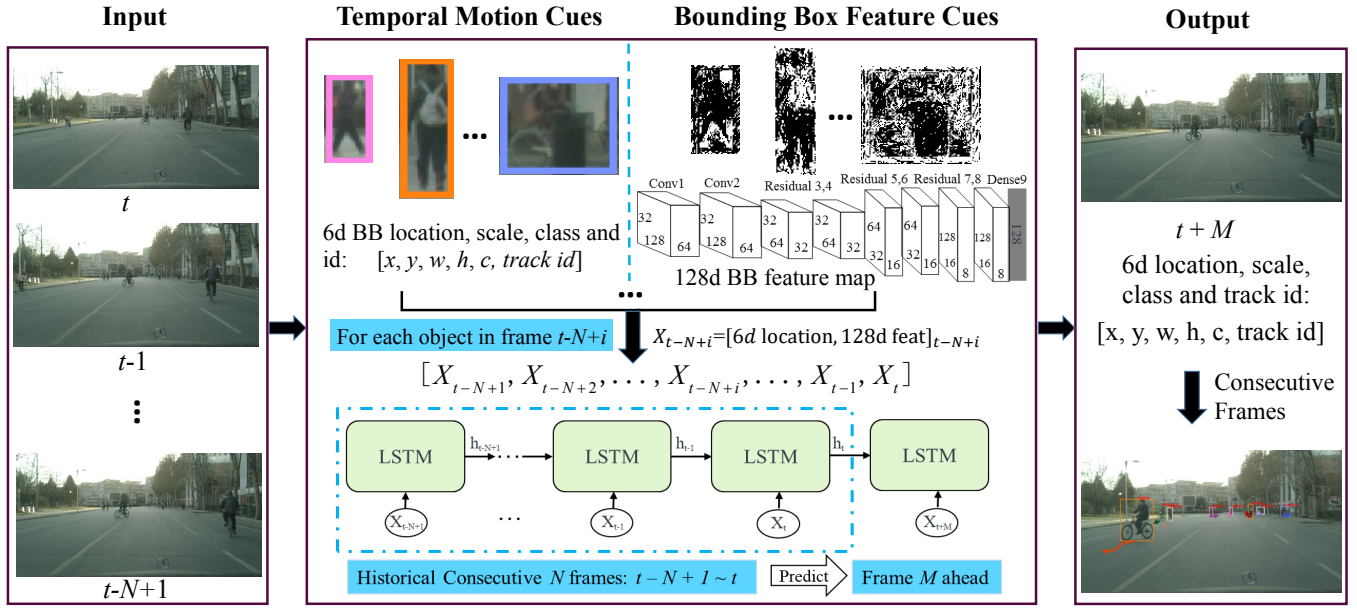 Input
Temporal Motion Cues
Bounding Box Feature Cues
Output
t
t-1
⋮
t-N+1
...
6d BB location, scale, class and
id: [x, y, w, h, c, track id]
...
Conv1
Conv2
Residual 3,4
Residual 5,6
Residual 7,8
Dense9
32
128
64
32
128
64
32
64
32
32
64
32
64
32
16
64
32
16
128
16
8
128
16
8
128
128d BB feature map
...
For each object in frame t-N+i
X_{t−N+i}=[6d location, 128d feat]_{t−N+i}
[X_{t−N+1}, X_{t−N+2}, ..., X_{t−N+i}, ..., X_{t−1}, X_t]
LSTM
h_{t-N+1}
...
LSTM
h_{t-1}
LSTM
h_t
LSTM
X_{t-N+1}
...
X_{t-1}
X_t
X_{t+M}
Historical Consecutive N frames: t – N + 1 ~ t
Predict
Frame M ahead
t + M
6d location, scale,
class and track id:
[x, y, w, h, c, track id]
Consecutive
Frames